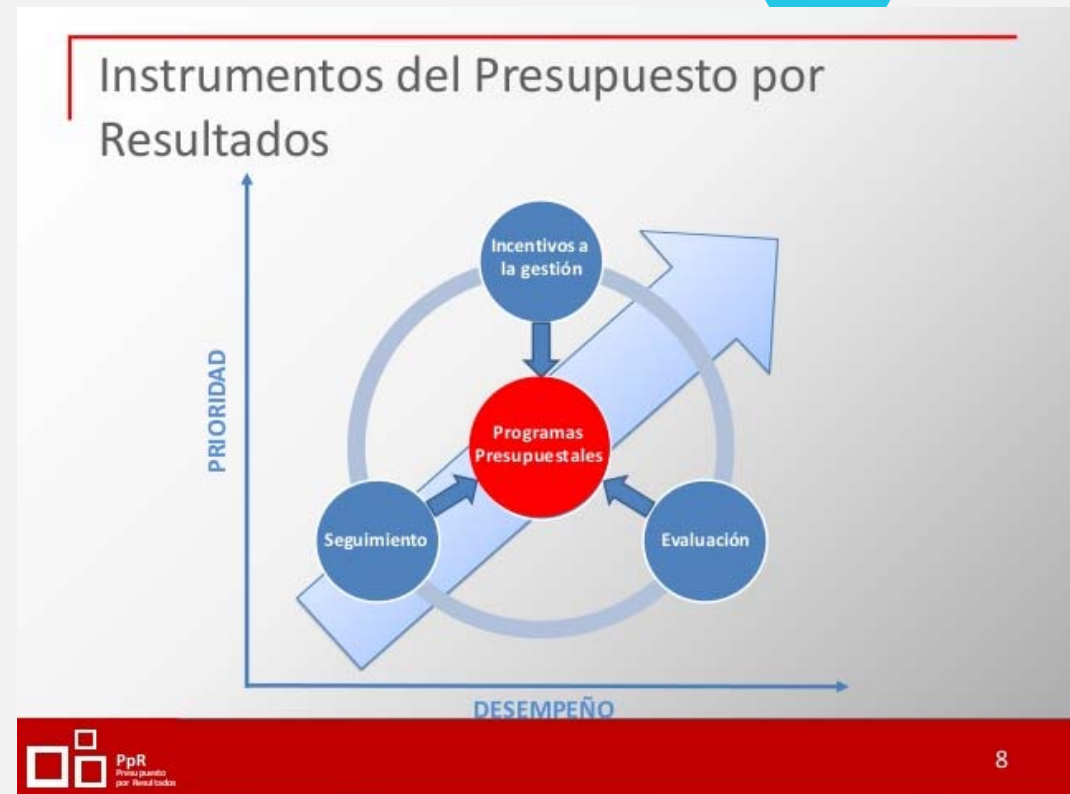 Instrumentos del Presupuesto por
Resultados
PRIORIDAD
Incentivos a
la gestión
Programas
Presupuestales
Seguimiento
Evaluación
DESEMPEÑO
PpR
Presupuesto
por Resultados
8